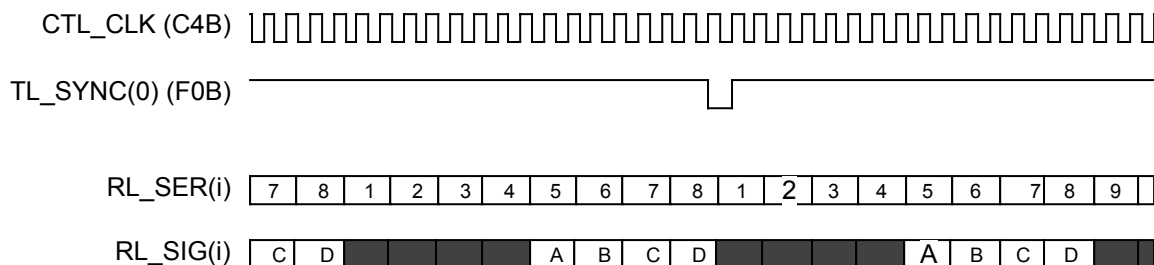 CTL_CLK (C4B)
TL_SYNC(0) (F0B)
RL_SER(i) 7 8 1 2 3 4 5 6 7 8 1 2 3 4 5 6 7 8 9
RL_SIG(i) C D A B C D A B C D